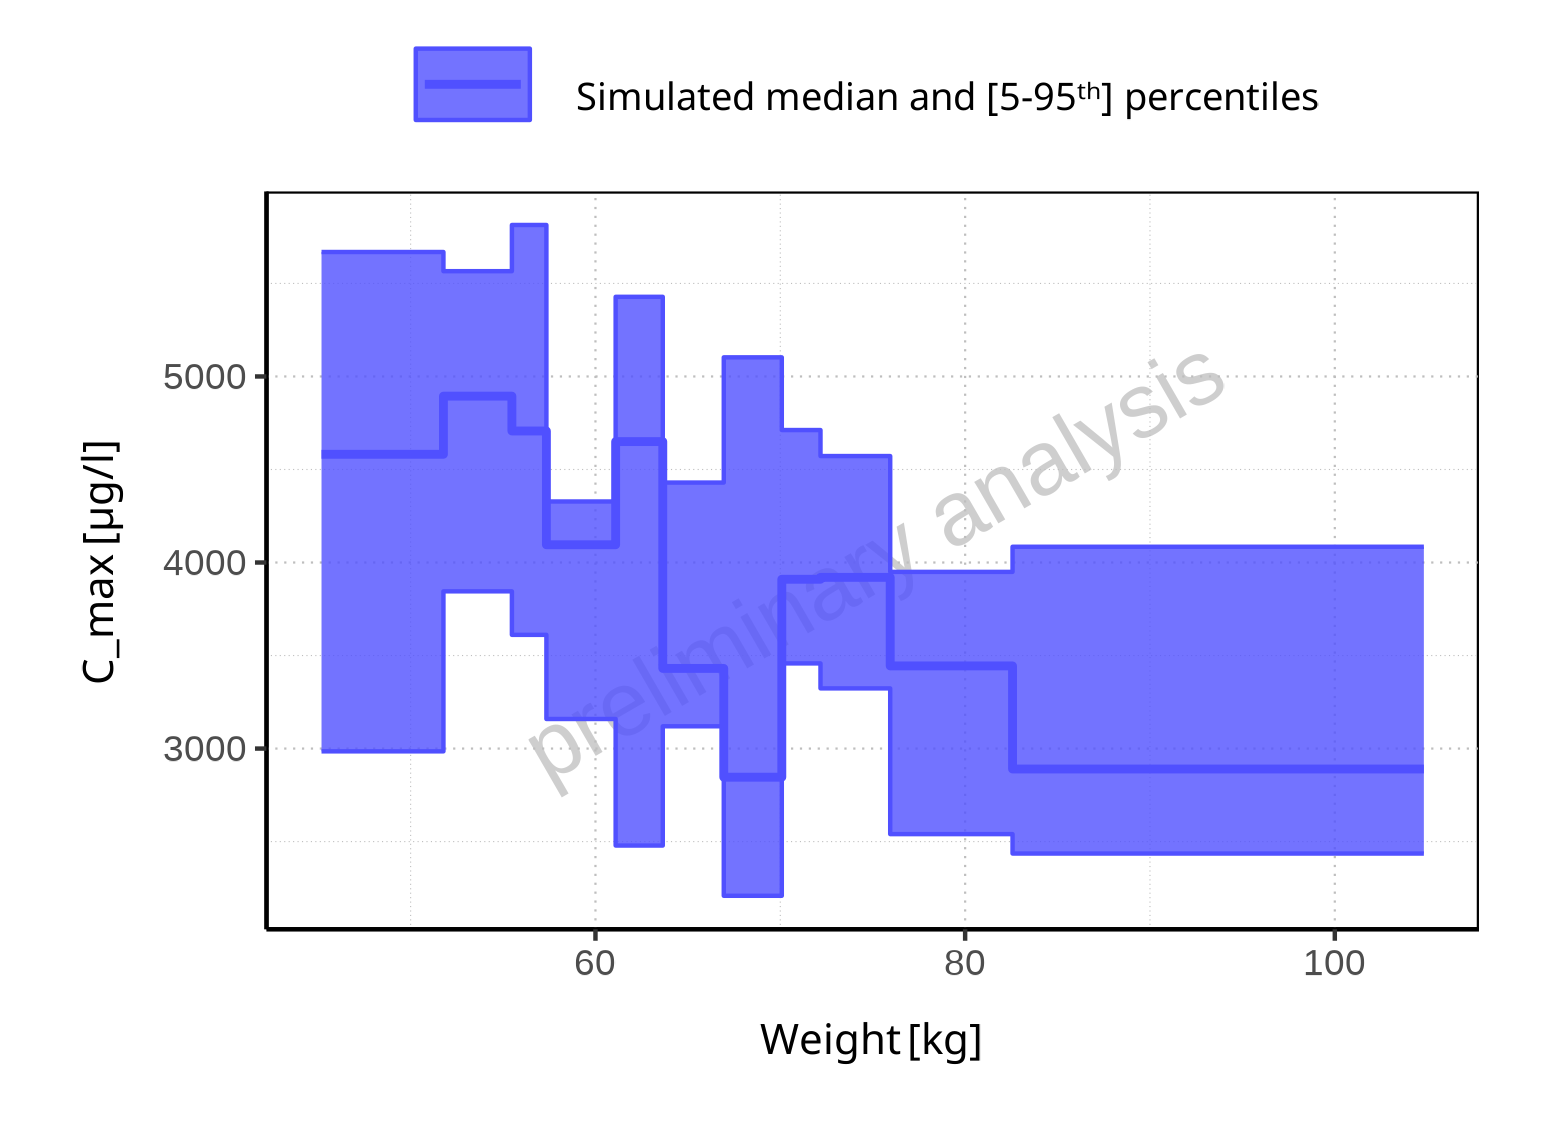 Simulated median and [5-95ᵗʰ] percentiles
C_max [µg/l]
5000
4000
3000
preliminary analysis
60 80 100
Weight [kg]